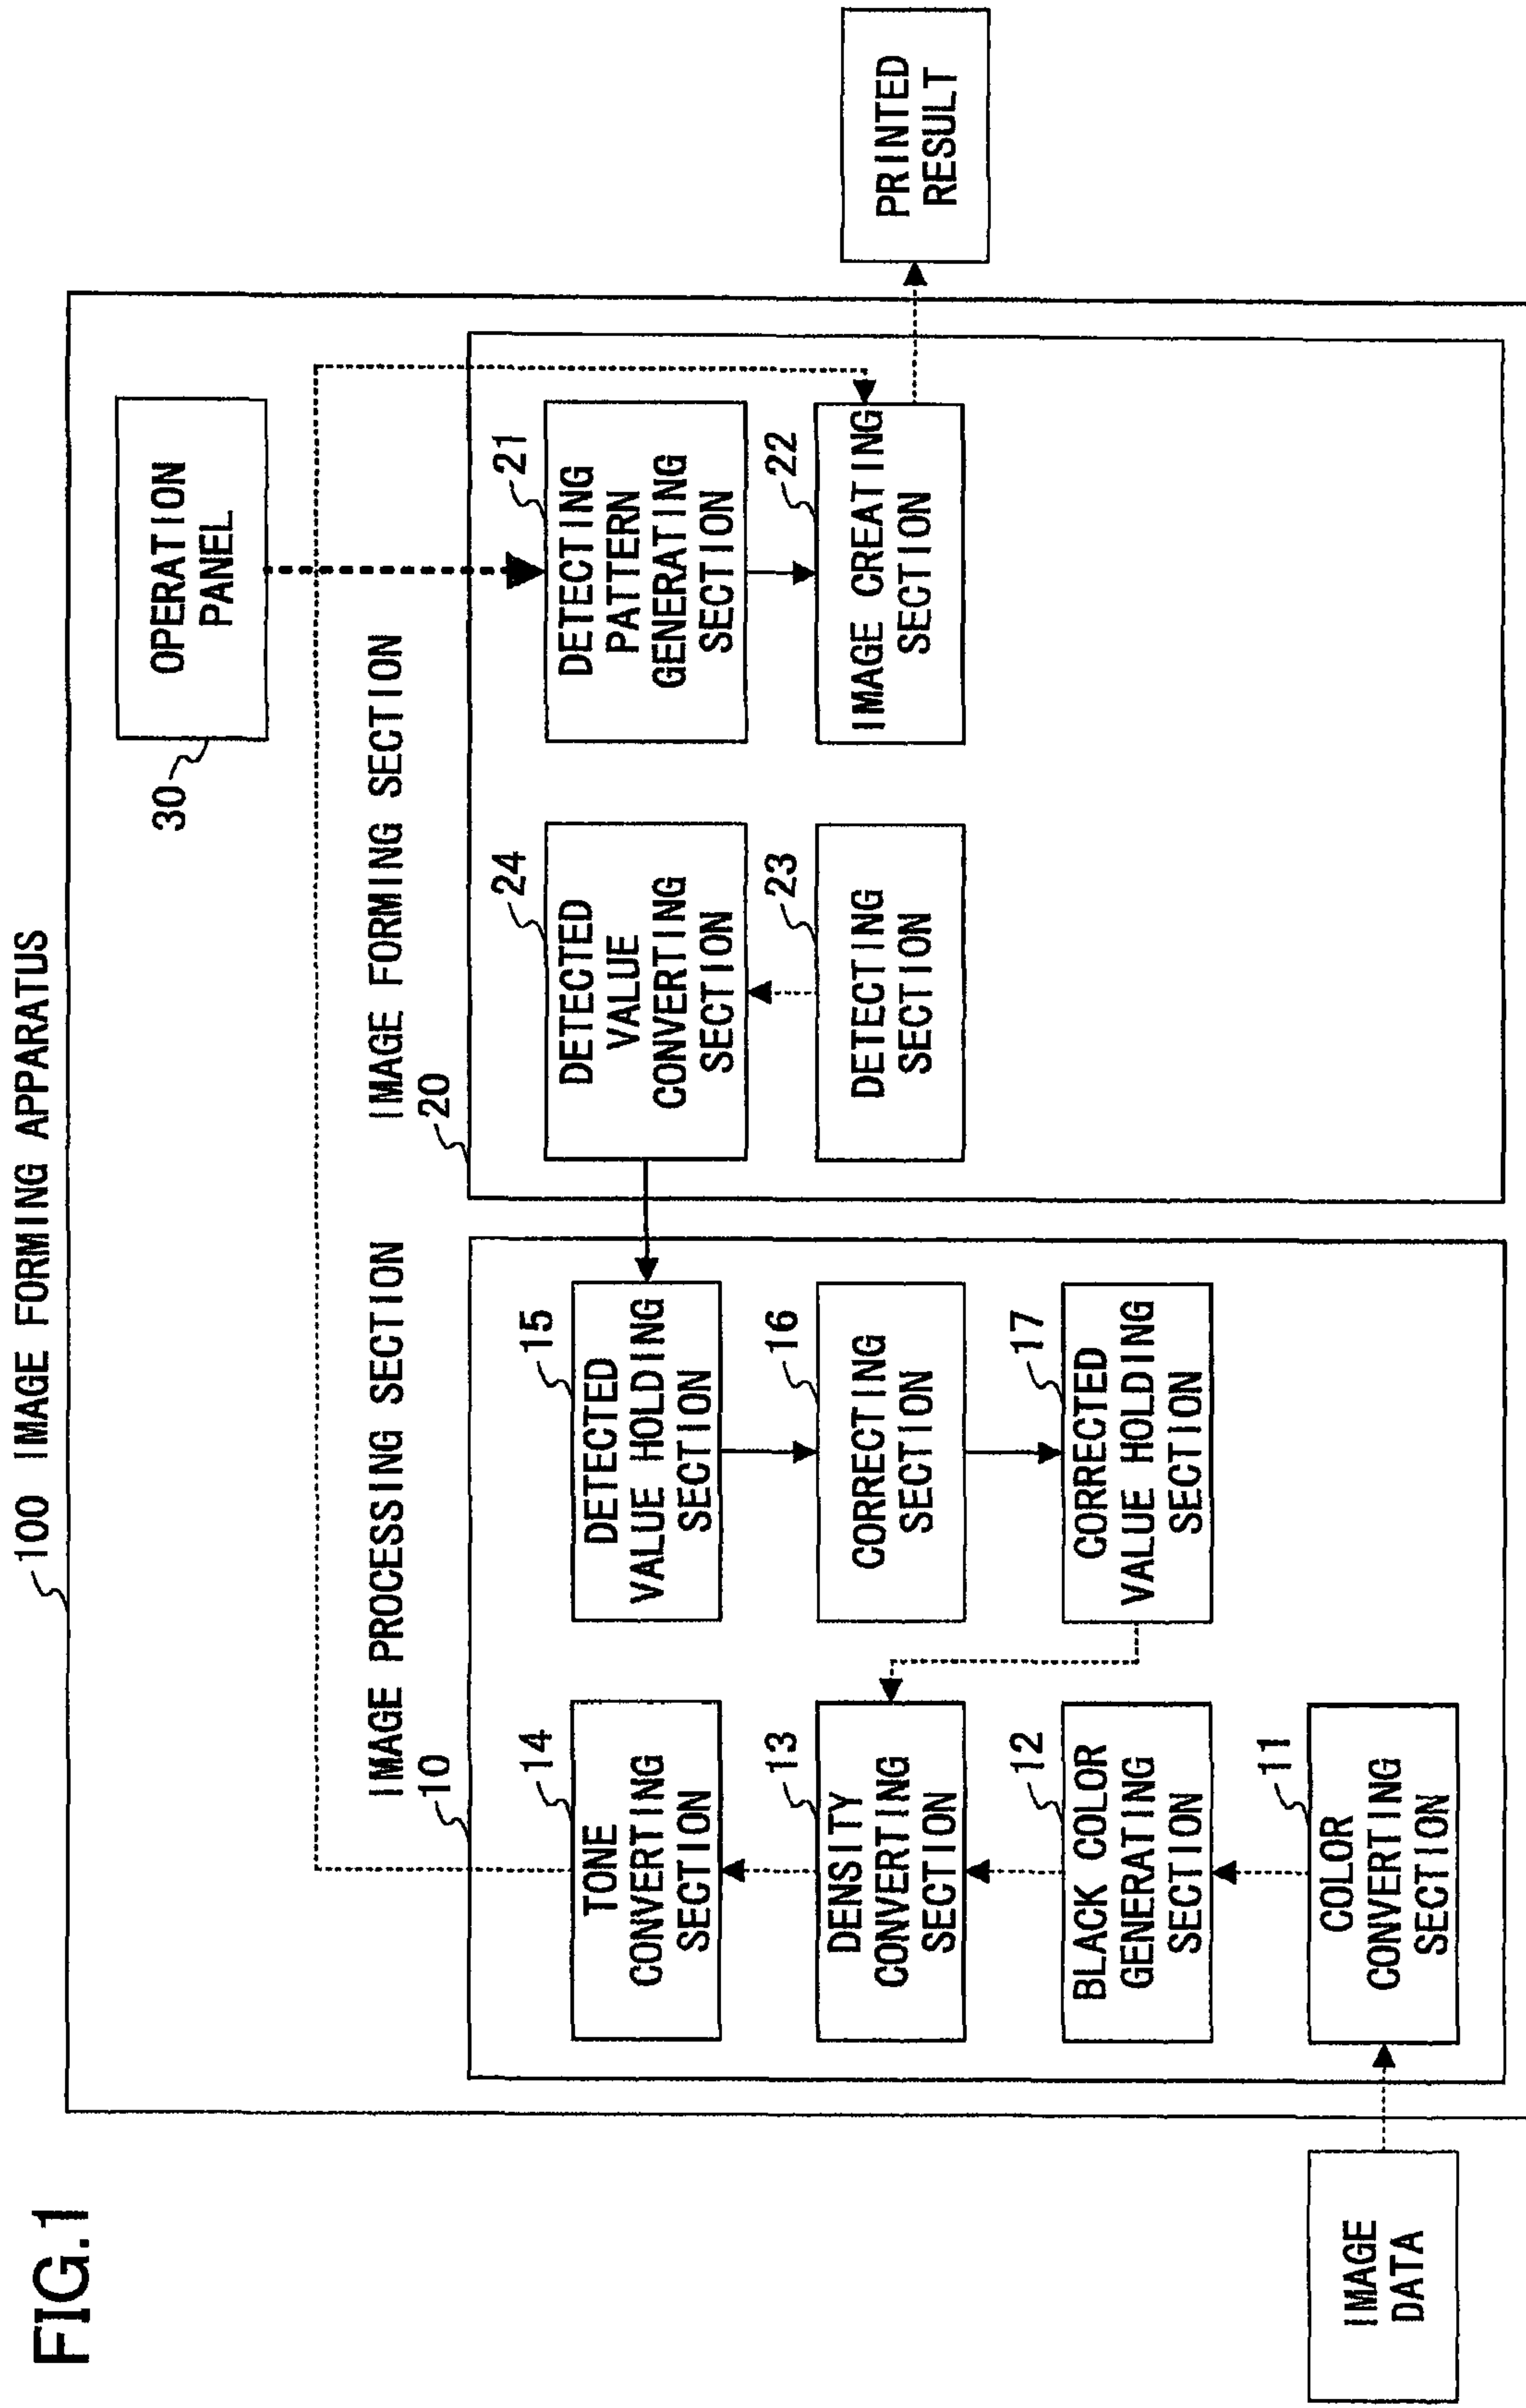 FIG.1
100 IMAGE FORMING APPARATUS
30
OPERATION
PANEL
IMAGE PROCESSING SECTION
10
IMAGE FORMING SECTION
20
14
TONE
CONVERTING
SECTION
15
DETECTED
VALUE HOLDING
SECTION
24
DETECTED
VALUE
CONVERTING
SECTION
21
DETECTING
PATTERN
GENERATING
SECTION
13
DENSITY
CONVERTING
SECTION
16
CORRECTING
SECTION
23
DETECTING
SECTION
22
IMAGE CREATING
SECTION
PRINTED
RESULT
12
BLACK COLOR
GENERATING
SECTION
17
CORRECTED
VALUE HOLDING
SECTION
IMAGE
DATA
11
COLOR
CONVERTING
SECTION